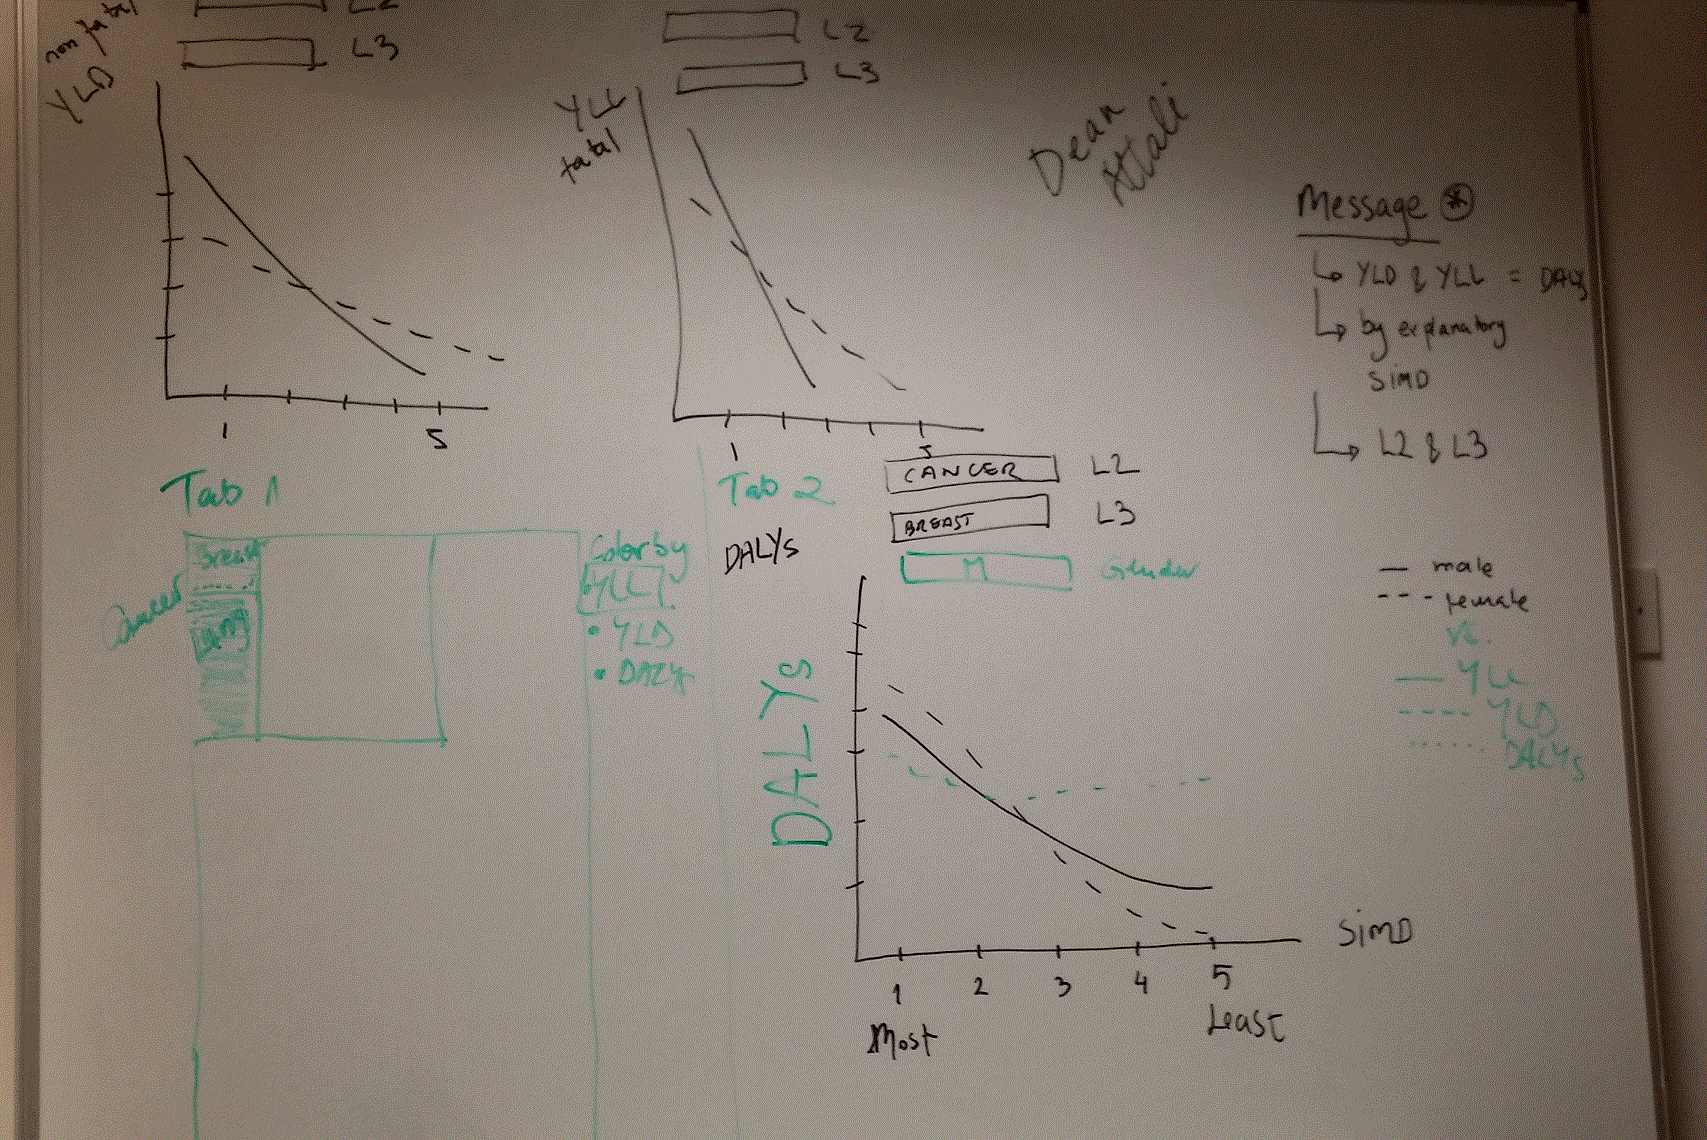 L2
L3
non fatal
YLD
1
5
L2
L3
YLL
fatal
1
5
Dean
Attali
Message *
YLD & YLL = DALYs
by explanatory
SIMD
L2 & L3
Tab 1
Cancer
Breast
Lung
Color by
YLL
• YLD
• DALYs
Tab 2
CANCER L2
BREAST L3
M Gender
DALYs
DALYs
1 2 3 4 5
Most
Least
SIMD
male
female
YLL
YLD
DALYs